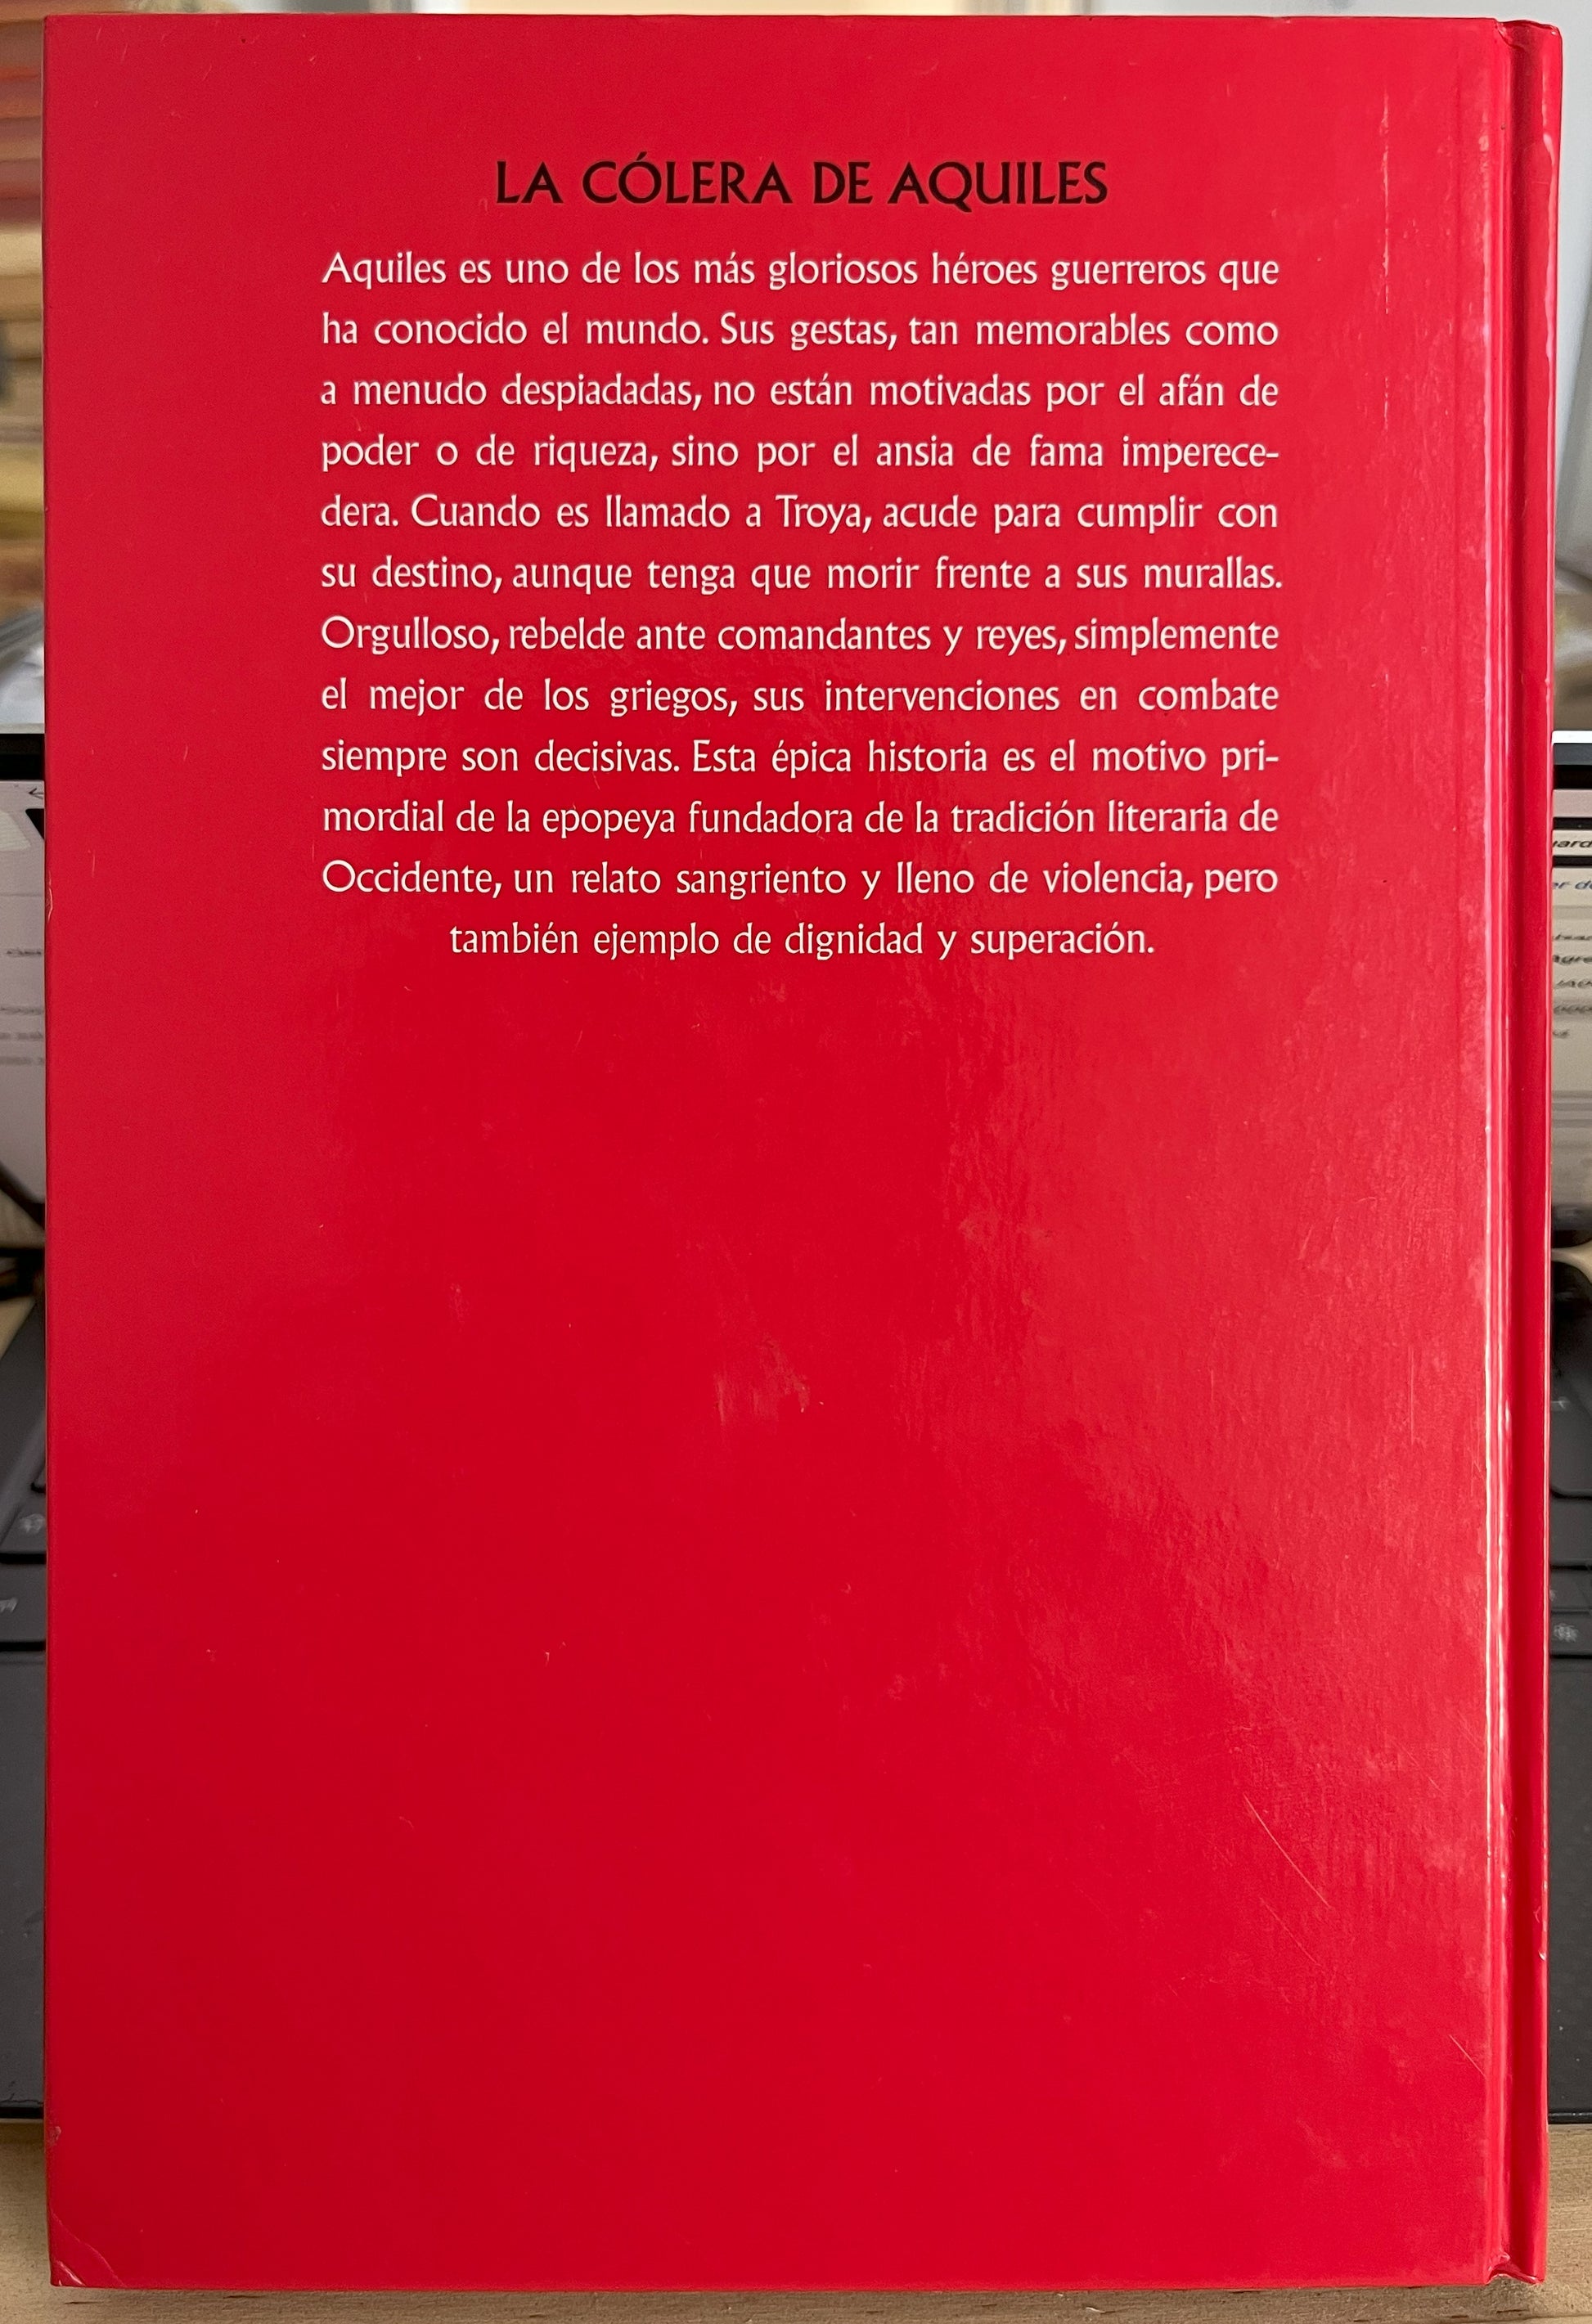 LA CÓLERA DE AQUILES
Aquiles es uno de los más gloriosos héroes guerreros que
ha conocido el mundo. Sus gestas, tan memorables como
a menudo despiadadas, no están motivadas por el afán de
poder o de riqueza, sino por el ansia de fama imperece-
dera. Cuando es llamado a Troya, acude para cumplir con
su destino, aunque tenga que morir frente a sus murallas.
Orgulloso, rebelde ante comandantes y reyes, simplemente
el mejor de los griegos, sus intervenciones en combate
siempre son decisivas. Esta épica historia es el motivo pri-
mordial de la epopeya fundadora de la tradición literaria de
Occidente, un relato sangriento y lleno de violencia, pero
también ejemplo de dignidad y superación.